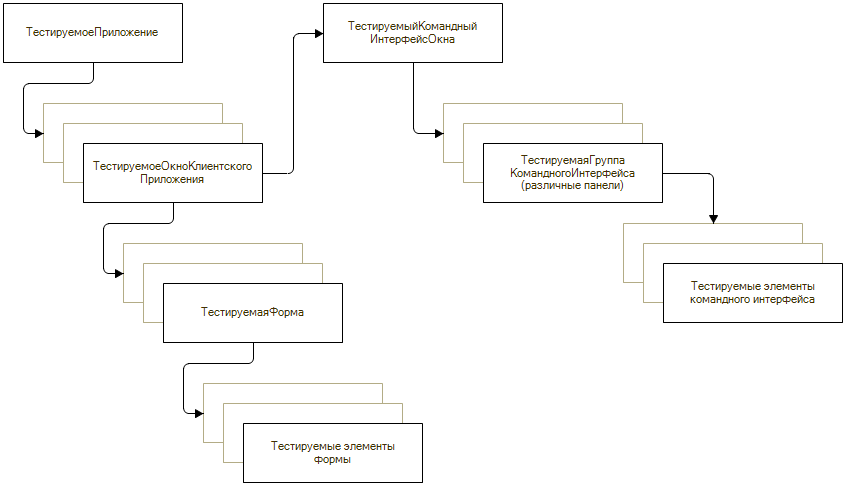 ТестируемоеПриложение
ТестируемыйКомандный
ИнтерфейсОкна
ТестируемоеОкноКлиентского
Приложения
ТестируемаяГруппа
КомандногоИнтерфейса
(различные панели)
ТестируемаяФорма
Тестируемые элементы
командного интерфейса
Тестируемые элементы
формы